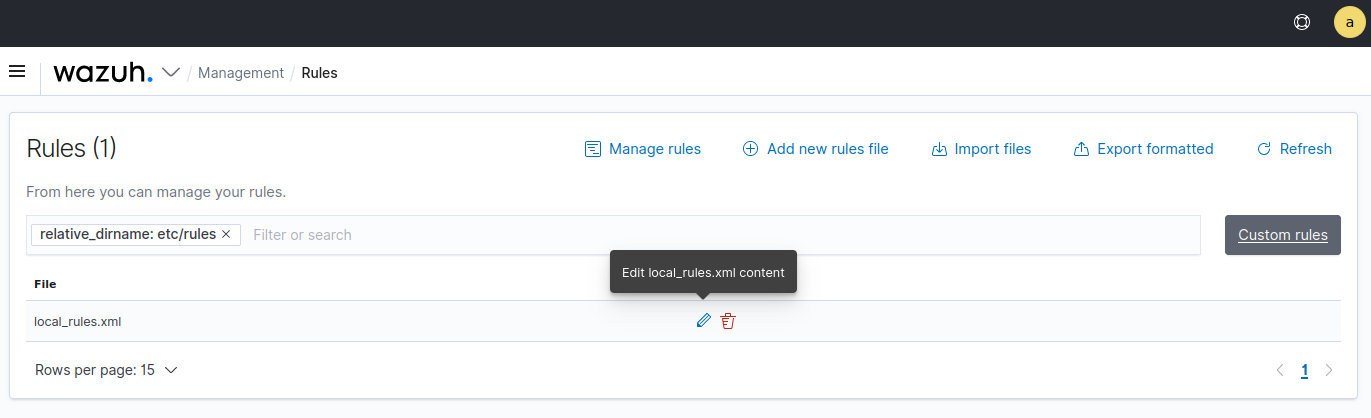 a
wazuh. / Management / Rules
Rules (1)
Manage rules
Add new rules file
Import files
Export formatted
Refresh
From here you can manage your rules.
relative_dirname: etc/rules ×
Filter or search
Custom rules
Edit local_rules.xml content
File
local_rules.xml
Rows per page: 15
1